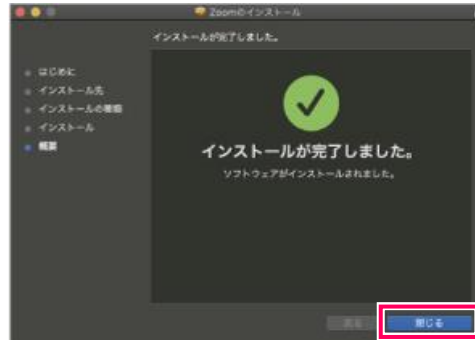 Zoomのインストール
インストールが完了しました。
はじめに
インストール先
インストールの種類
インストール
概要
インストールが完了しました。
ソフトウェアがインストールされました。
戻る
閉じる